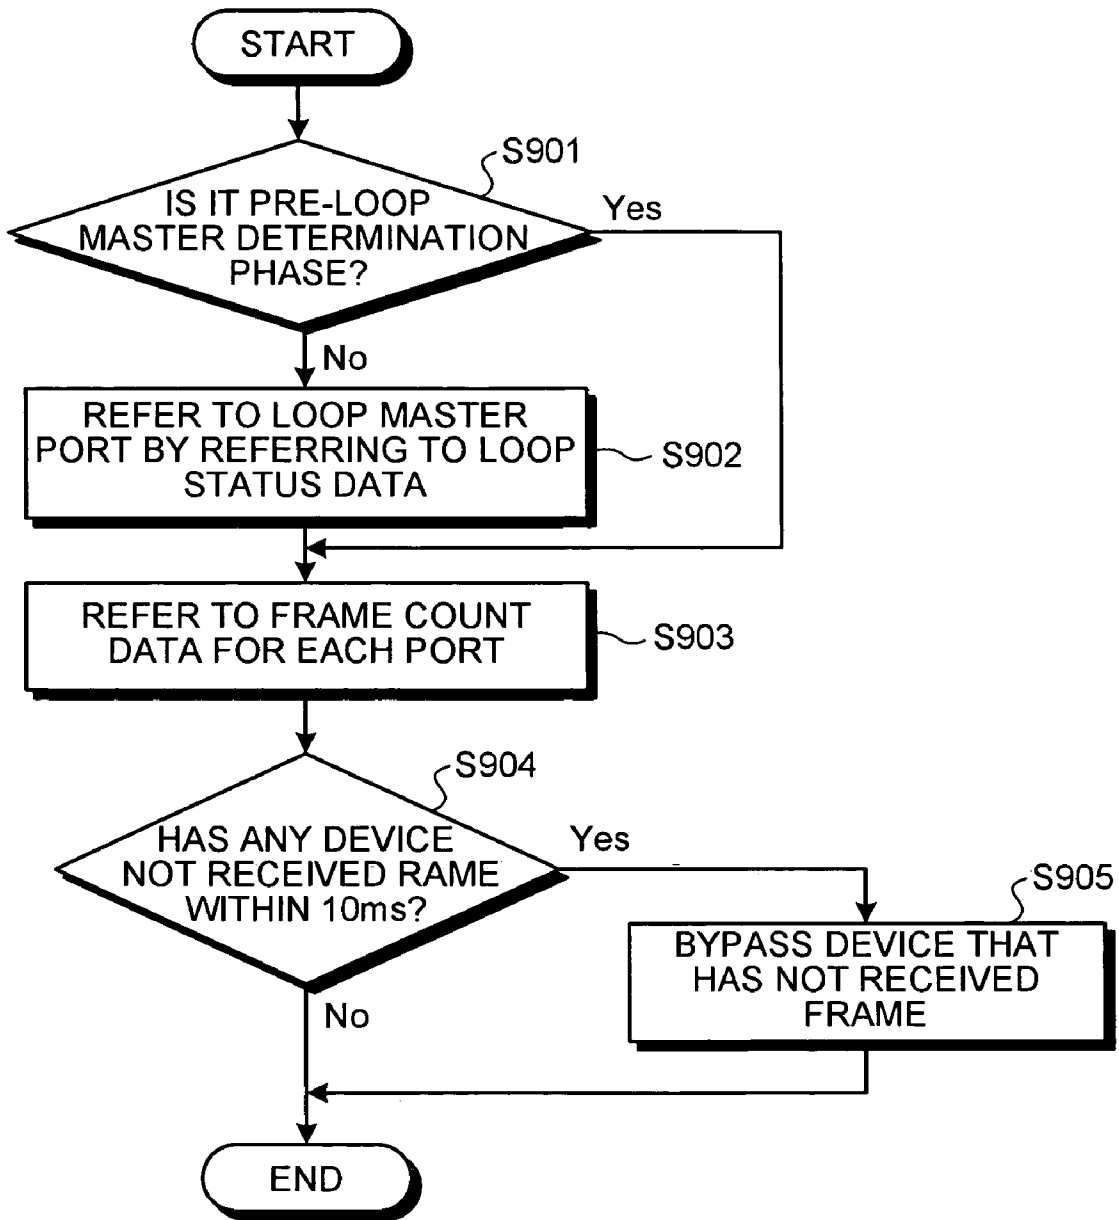 START
S901
IS IT PRE-LOOP
MASTER DETERMINATION
PHASE?
Yes
No
REFER TO LOOP MASTER
PORT BY REFERRING TO LOOP
STATUS DATA
S902
REFER TO FRAME COUNT
DATA FOR EACH PORT
S903
S904
HAS ANY DEVICE
NOT RECEIVED RAME
WITHIN 10ms?
Yes
No
S905
BYPASS DEVICE THAT
HAS NOT RECEIVED
FRAME
END